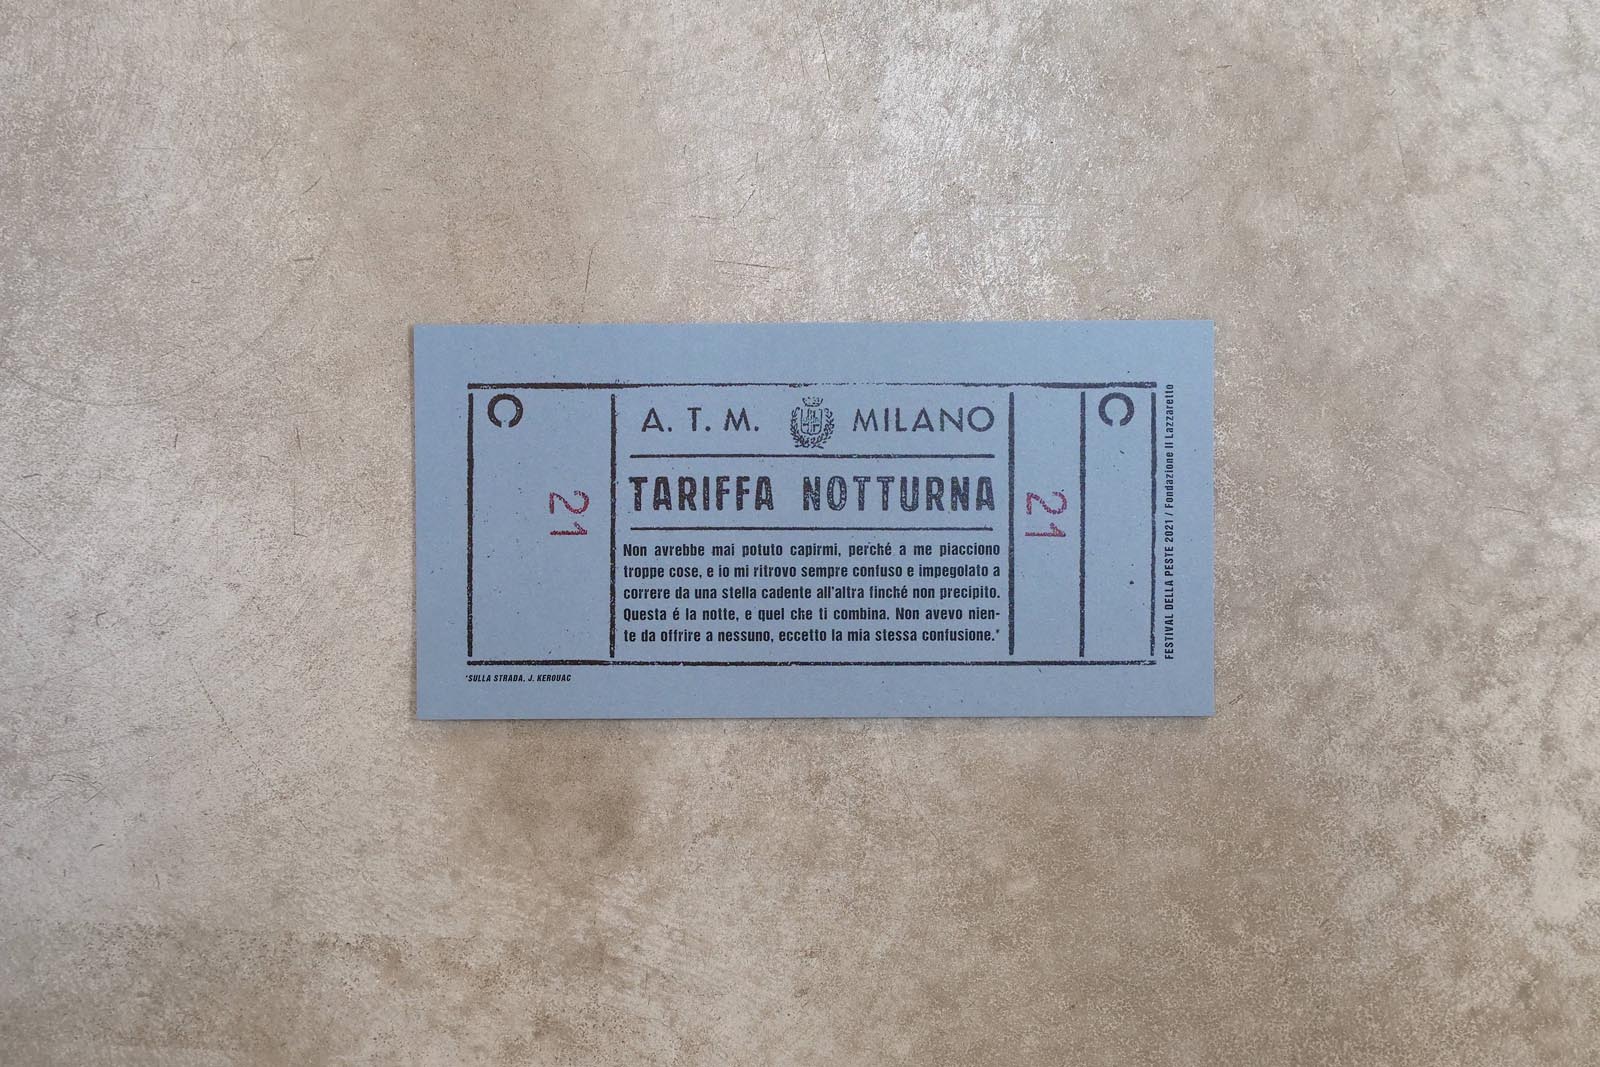 C
21
A. T. M. MILANO
TARIFFA NOTTURNA
Non avrebbe mai potuto capirmi, perché a me piacciono
troppe cose, e io mi ritrovo sempre confuso e impegolato a
correre da una stella cadente all'altra finché non precipito.
Questa é la notte, e quel che ti combina. Non avevo nien-
te da offrire a nessuno, eccetto la mia stessa confusione.*
21
C
FESTIVAL DELLA PESTE 2021 / Fondazione Il Lazzaretto
*SULLA STRADA, J. KEROUAC